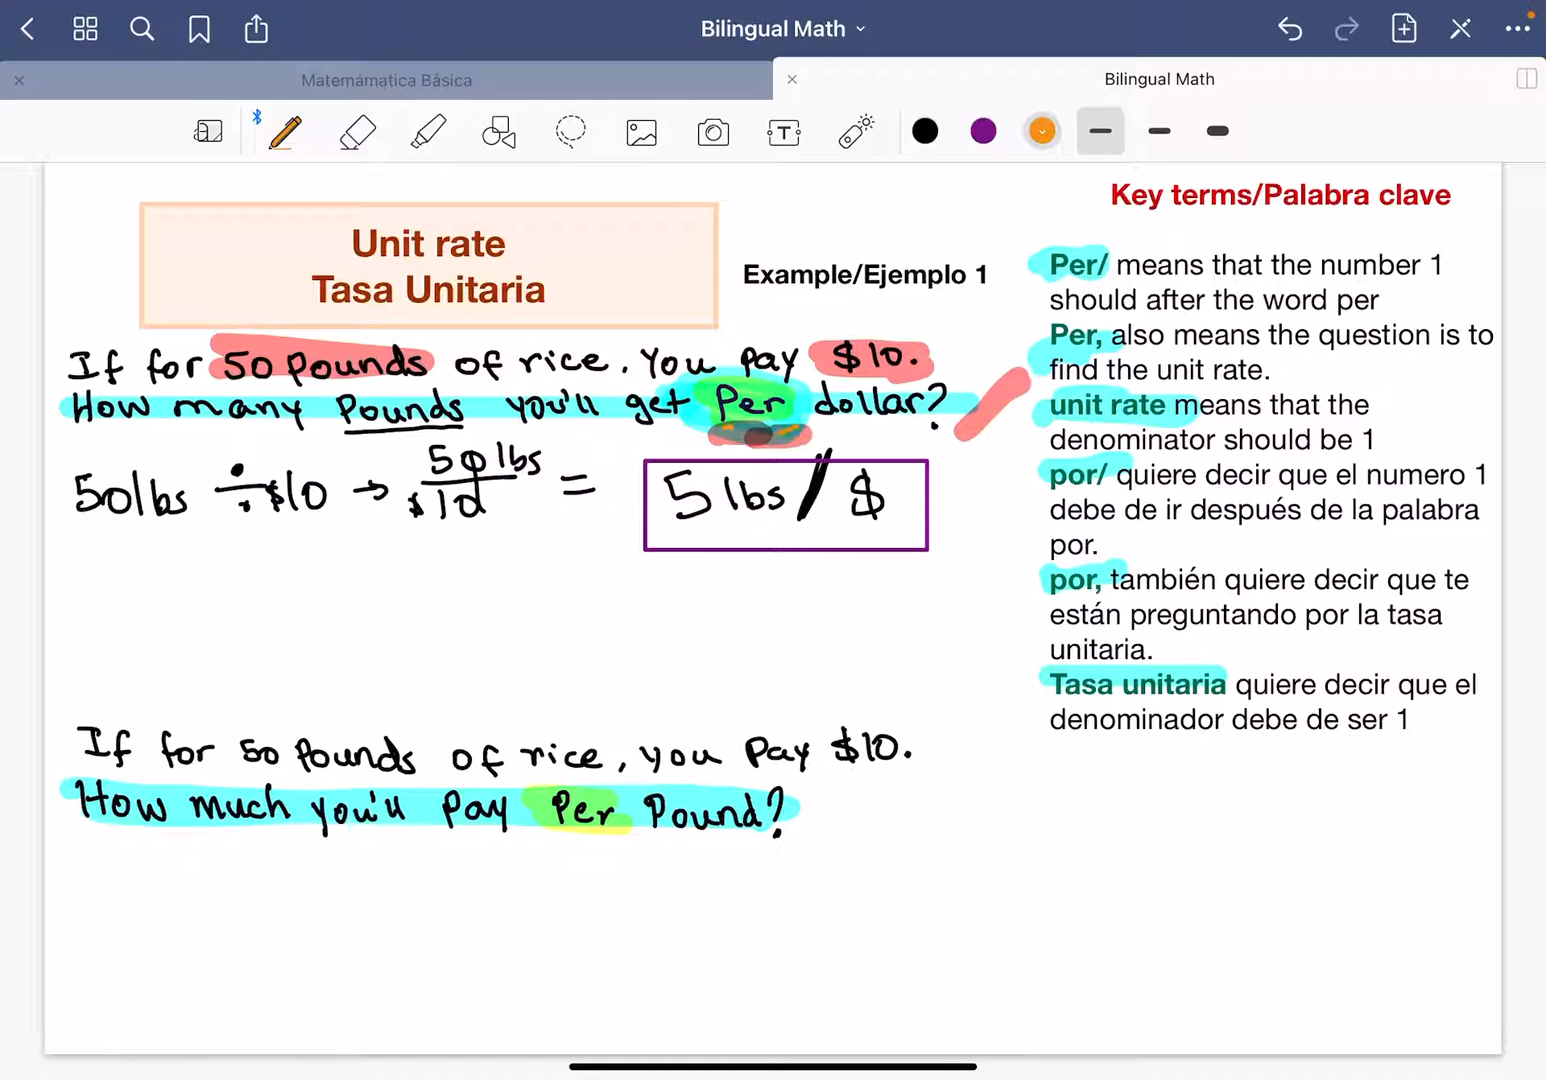 Bilingual Math
Matemámatica Básica
Bilingual Math
T
Key terms/Palabra clave
Unit rate
Tasa Unitaria
Example/Ejemplo 1
If for 50 pounds of rice. You pay $10.
How many Pounds you'll get Per dollar?
50lbs ÷ $10 → 50 lbs / $10 = 5 lbs / $
If for 50 Pounds of rice, you Pay $10.
How much you'll Pay Per Pound?
Per/ means that the number 1
should after the word per
Per, also means the question is to
find the unit rate.
unit rate means that the
denominator should be 1
por/ quiere decir que el numero 1
debe de ir después de la palabra
por.
por, también quiere decir que te
están preguntando por la tasa
unitaria.
Tasa unitaria quiere decir que el
denominador debe de ser 1